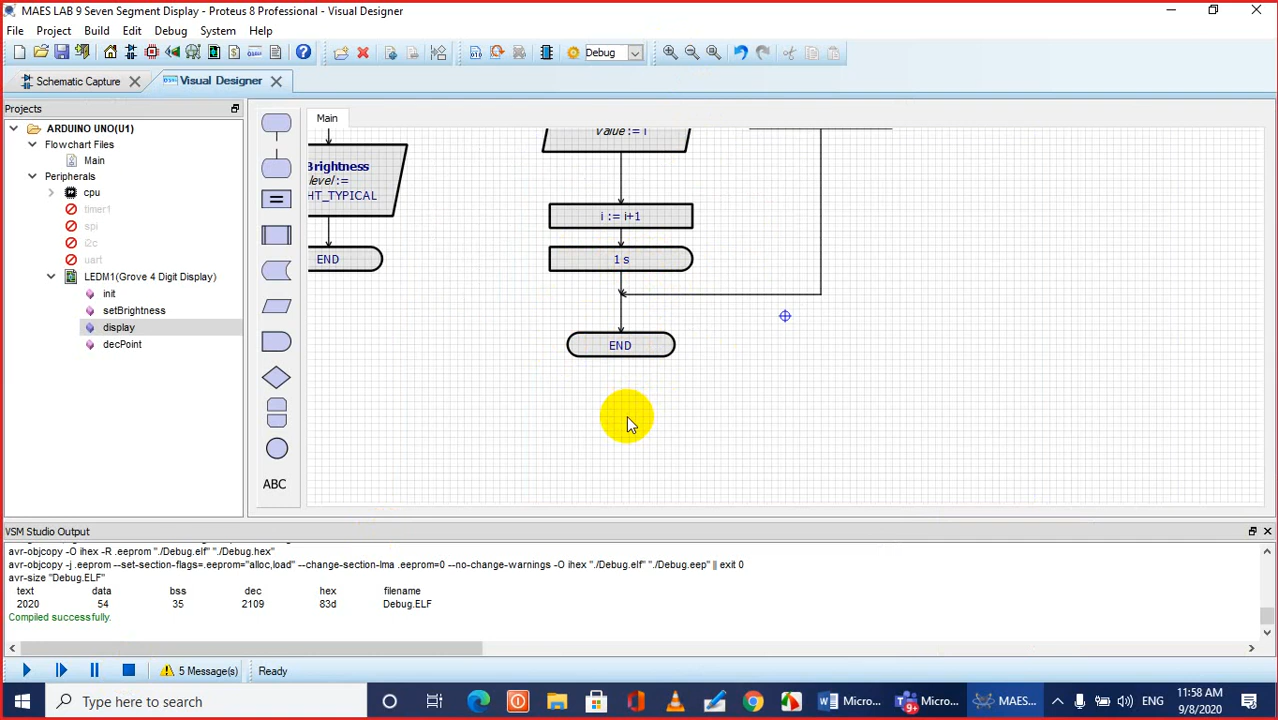 MAES LAB 9 Seven Segment Display - Proteus 8 Professional - Visual Designer
File Project Build Edit Debug System Help
Debug
Schematic Capture Visual Designer
Projects
ARDUINO UNO(U1)
Flowchart Files
Main
Peripherals
cpu
timer1
spi
i2c
uart
LEDM1(Grove 4 Digit Display)
init
setBrightness
display
decPoint
ABC
Main
Brightness
level :=
HT_TYPICAL
END
Value := i
i := i+1
1 s
END
VSM Studio Output
avr-objcopy -O ihex -R .eeprom "./Debug.elf" "./Debug.hex"
avr-objcopy -j .eeprom --set-section-flags=.eeprom="alloc,load" --change-section-lma .eeprom=0 --no-change-warnings -O ihex "./Debug.elf" "./Debug.eep" || exit 0
avr-size "Debug.ELF"
text data bss dec hex filename
2020 54 35 2109 83d Debug.ELF
Compiled successfully.
5 Message(s) Ready
Type here to search
Micro... Micro... MAES...
9+
ENG
11:58 AM
9/8/2020